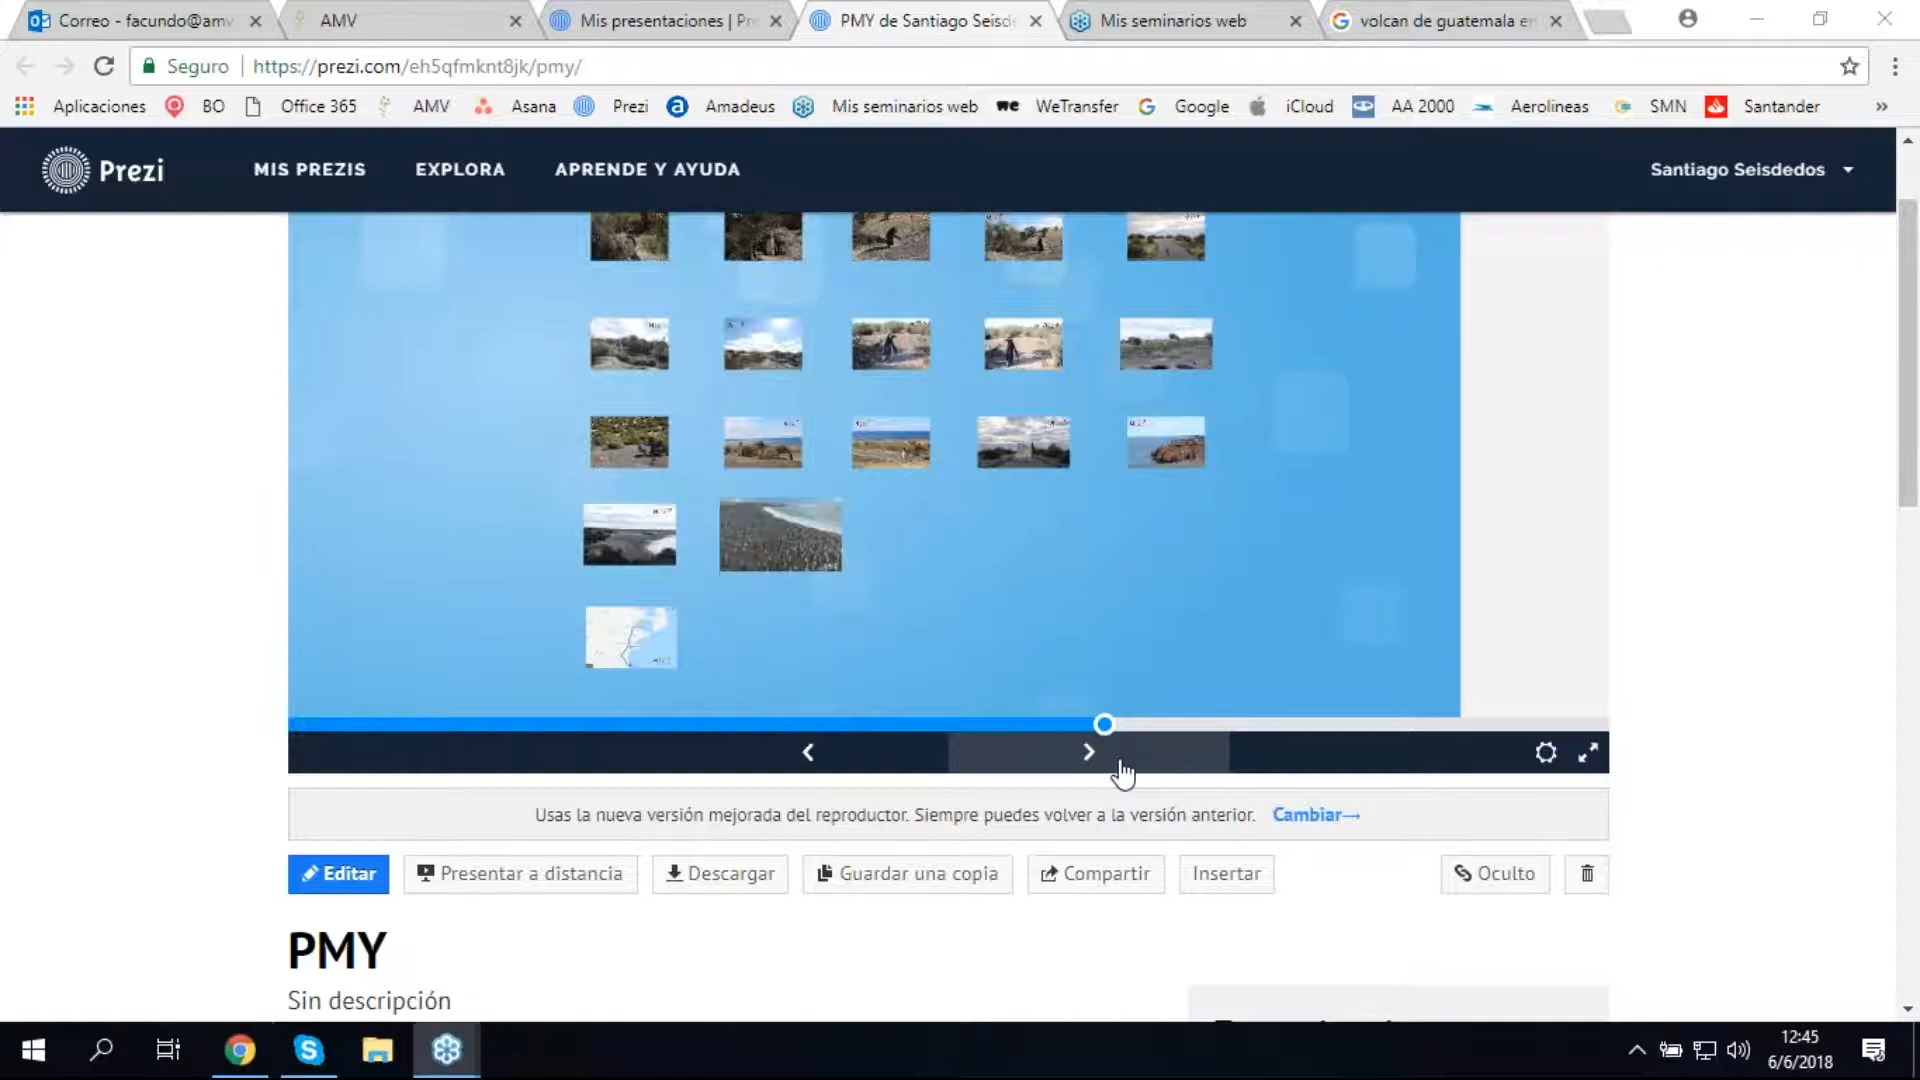 Correo - facundo@amv
AMV
Mis presentaciones | Pr
PMY de Santiago Seisd
Mis seminarios web
volcan de guatemala en
Seguro
https://prezi.com/eh5qfmknt8jk/pmy/
Aplicaciones BO Office 365 AMV Asana Prezi Amadeus Mis seminarios web WeTransfer Google iCloud AA 2000 Aerolineas SMN Santander »
Prezi MIS PREZIS EXPLORA APRENDE Y AYUDA Santiago Seisdedos
Usas la nueva versión mejorada del reproductor. Siempre puedes volver a la versión anterior. Cambiar→
Editar Presentar a distancia Descargar Guardar una copia Compartir Insertar Oculto
PMY
Sin descripción
12:45
6/6/2018